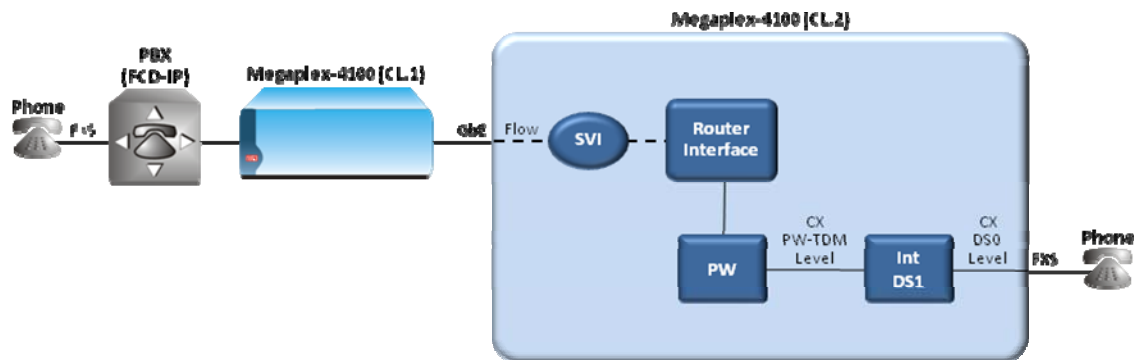 Megaplex-4100 (CL.2)
PBX
(FCD-IP)
Megaplex-4100 (CL.1)
Phone
FXS
GbE
Flow
SVI
Router
Interface
CX
PW-TDM
Level
CX
DS0
Level
PW
Int
DS1
FXS
Phone